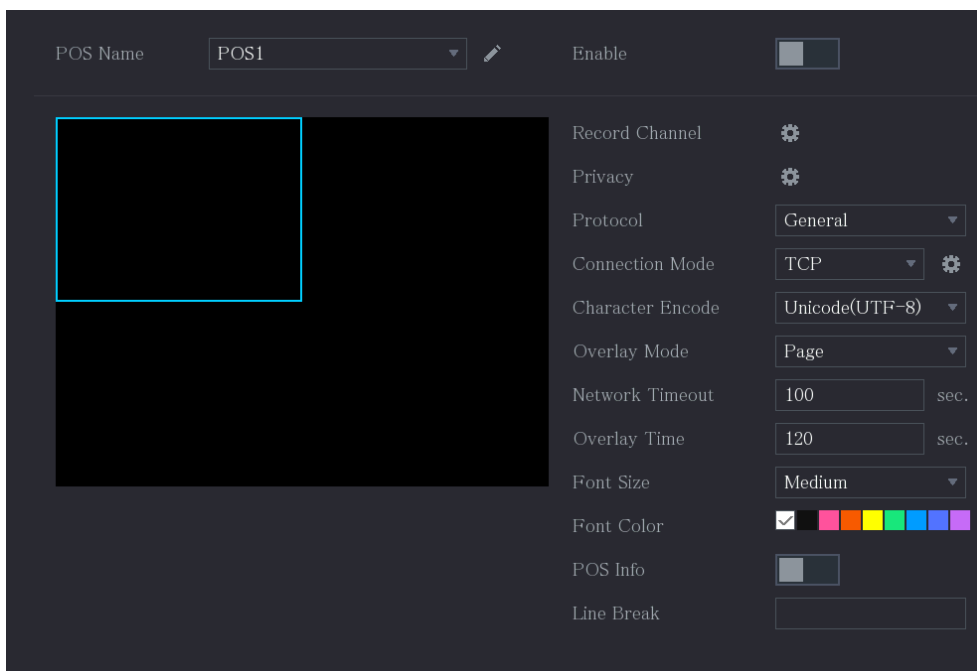 POS Name POS1 Enable
Record Channel
Privacy
Protocol General
Connection Mode TCP
Character Encode Unicode(UTF-8)
Overlay Mode Page
Network Timeout 100 sec.
Overlay Time 120 sec.
Font Size Medium
Font Color
POS Info
Line Break